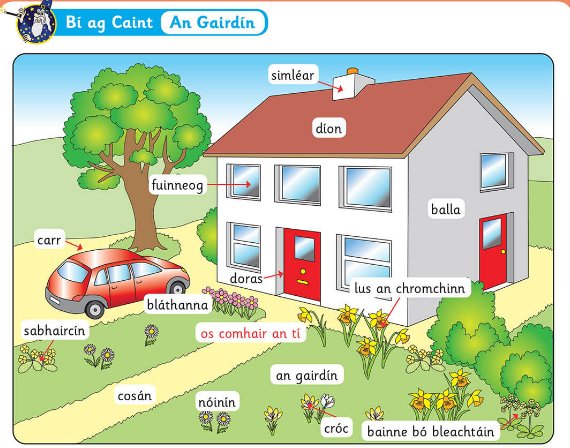 Bí ag Caint An Gairdín
simléar
díon
fuinneog
balla
carr
doras
lus an chromchinn
bláthanna
sabhaircín
os comhair an tí
an gairdín
cosán
nóinín
cróc
bainne bó bleachtáin